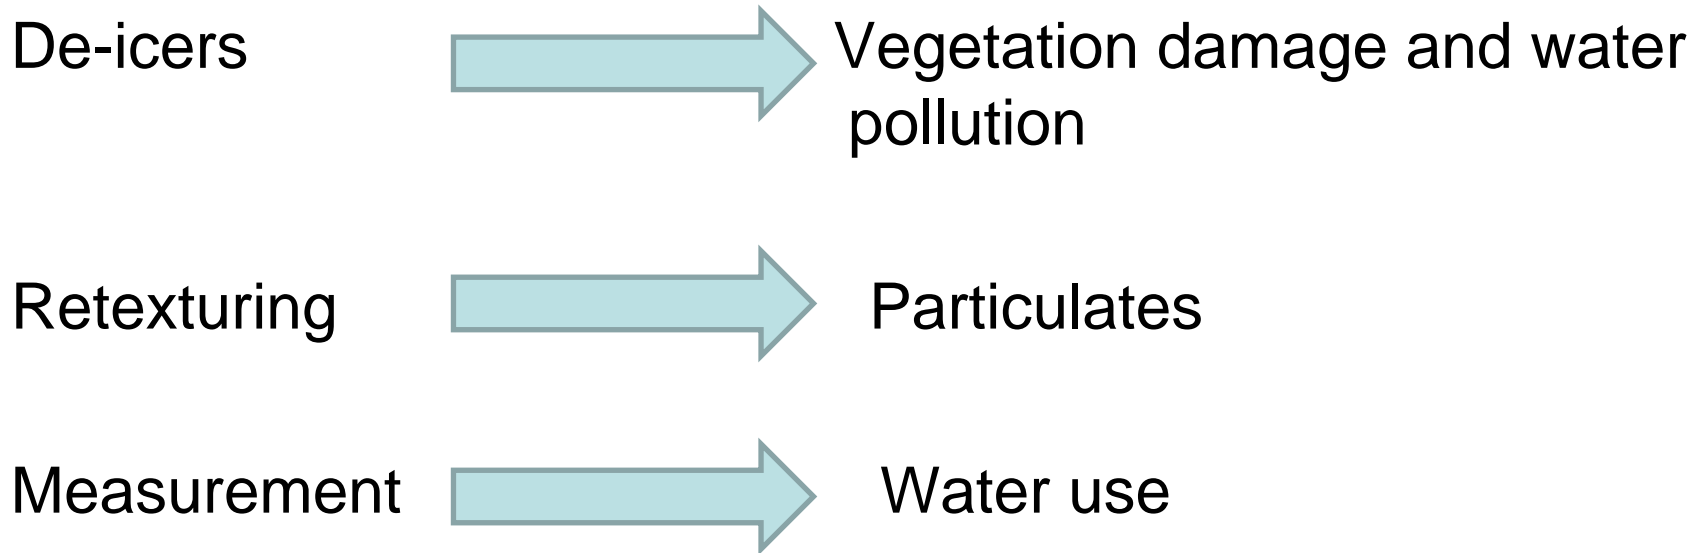 De-icers Vegetation damage and water
pollution
Retexturing Particulates
Measurement Water use